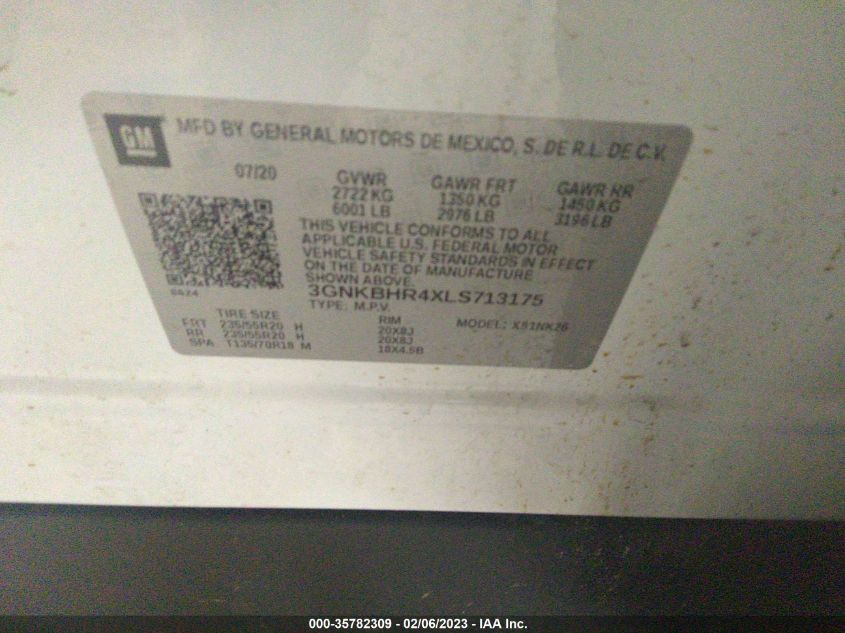 GM
MFD BY GENERAL MOTORS DE MEXICO, S. DE R.L. DE C.V.
07/20 GVWR GAWR FRT GAWR RR
2722 KG 1350 KG 1450 KG
6001 LB 2976 LB 3196 LB
THIS VEHICLE CONFORMS TO ALL
APPLICABLE U.S. FEDERAL MOTOR
VEHICLE SAFETY STANDARDS IN EFFECT
ON THE DATE OF MANUFACTURE
SHOWN ABOVE.
3GNKBHR4XLS713175
TYPE: M.P.V. MODEL: XS1NK26
TIRE SIZE RIM
FRT 235/55R20 H 20X8J
RR 235/55R20 H 20X8J
SPA T135/70R18 M 18X4.5B
000-35782309 - 02/06/2023 - IAA Inc.